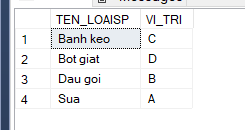 TEN_LOAISP VI_TRI
1 Banh keo C
2 Bot giat D
3 Dau goi B
4 Sua A